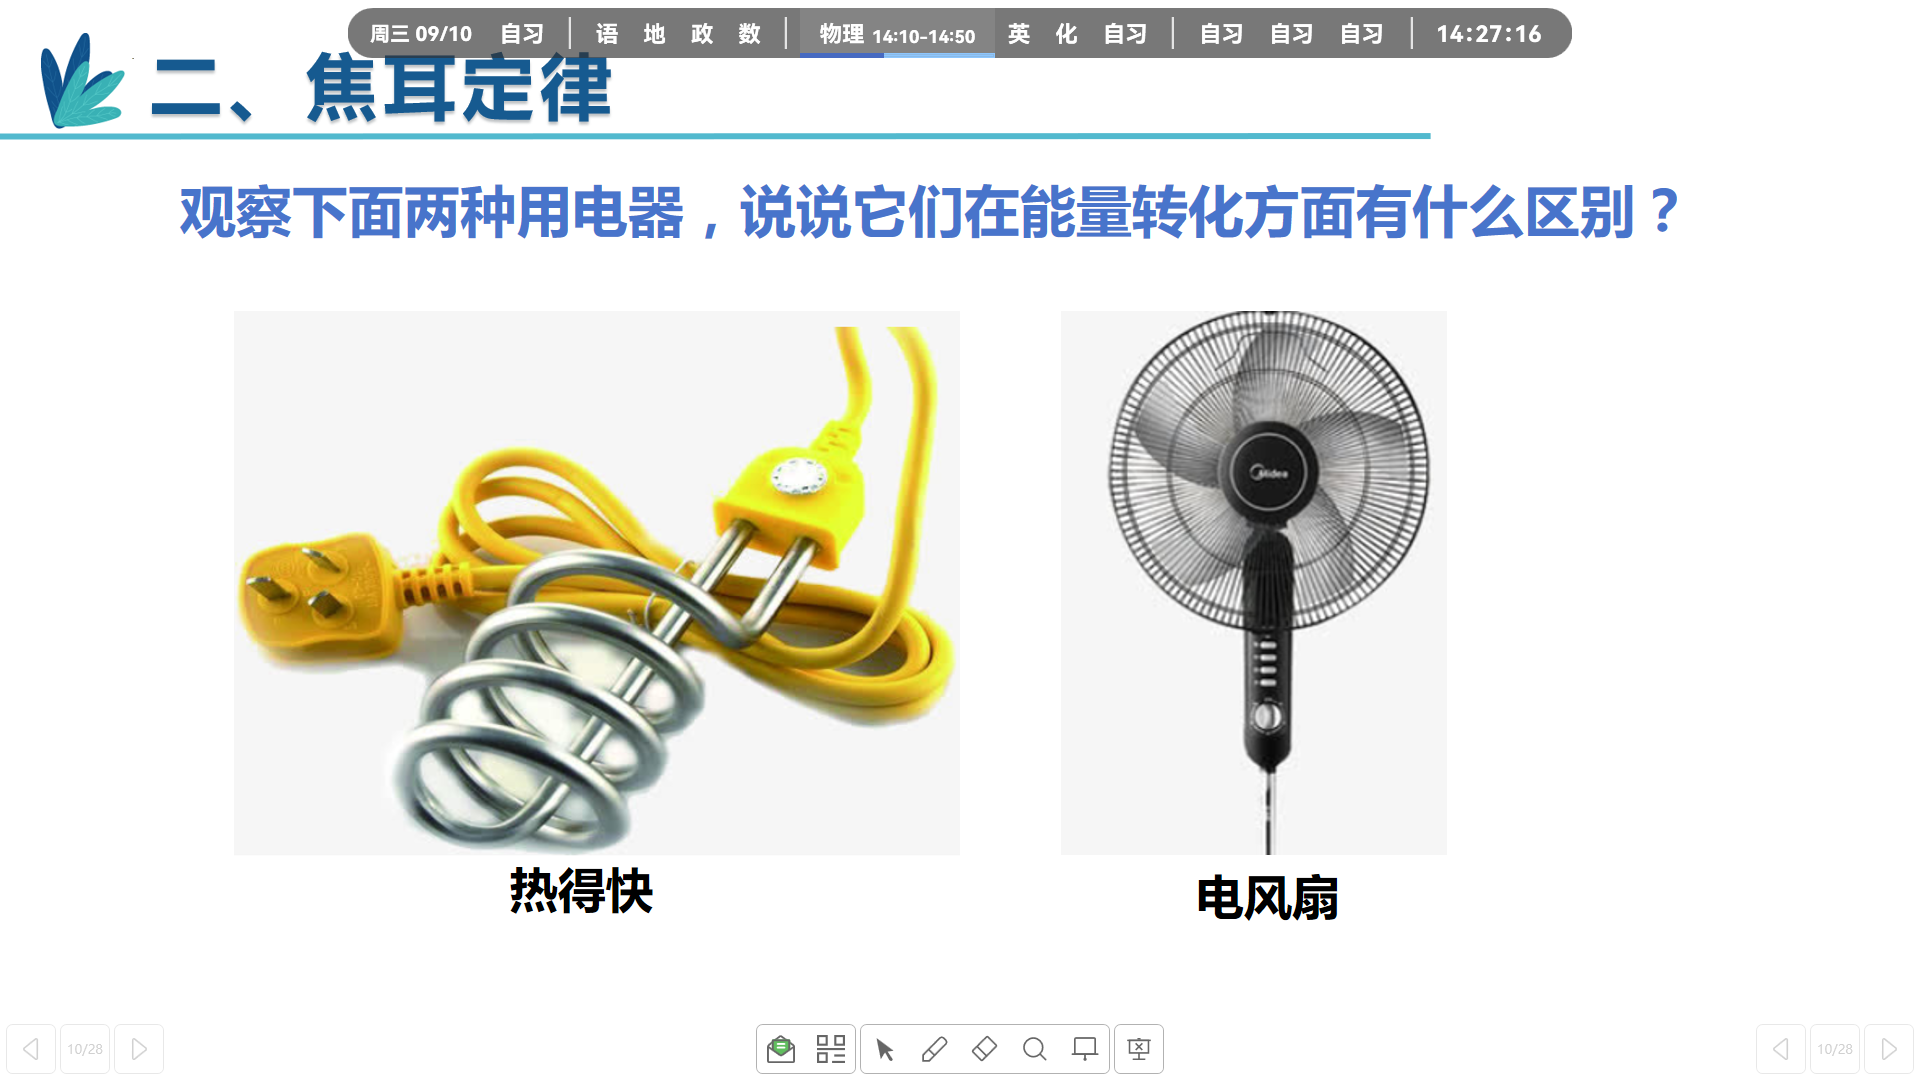 周三 09/10 自习 | 语 地 政 数 | 物理 14:10-14:50 英 化 自习 | 自习 自习 自习 | 14:27:16
二、焦耳定律
观察下面两种用电器，说说它们在能量转化方面有什么区别？
Midea
热得快
电风扇
10/28
10/28